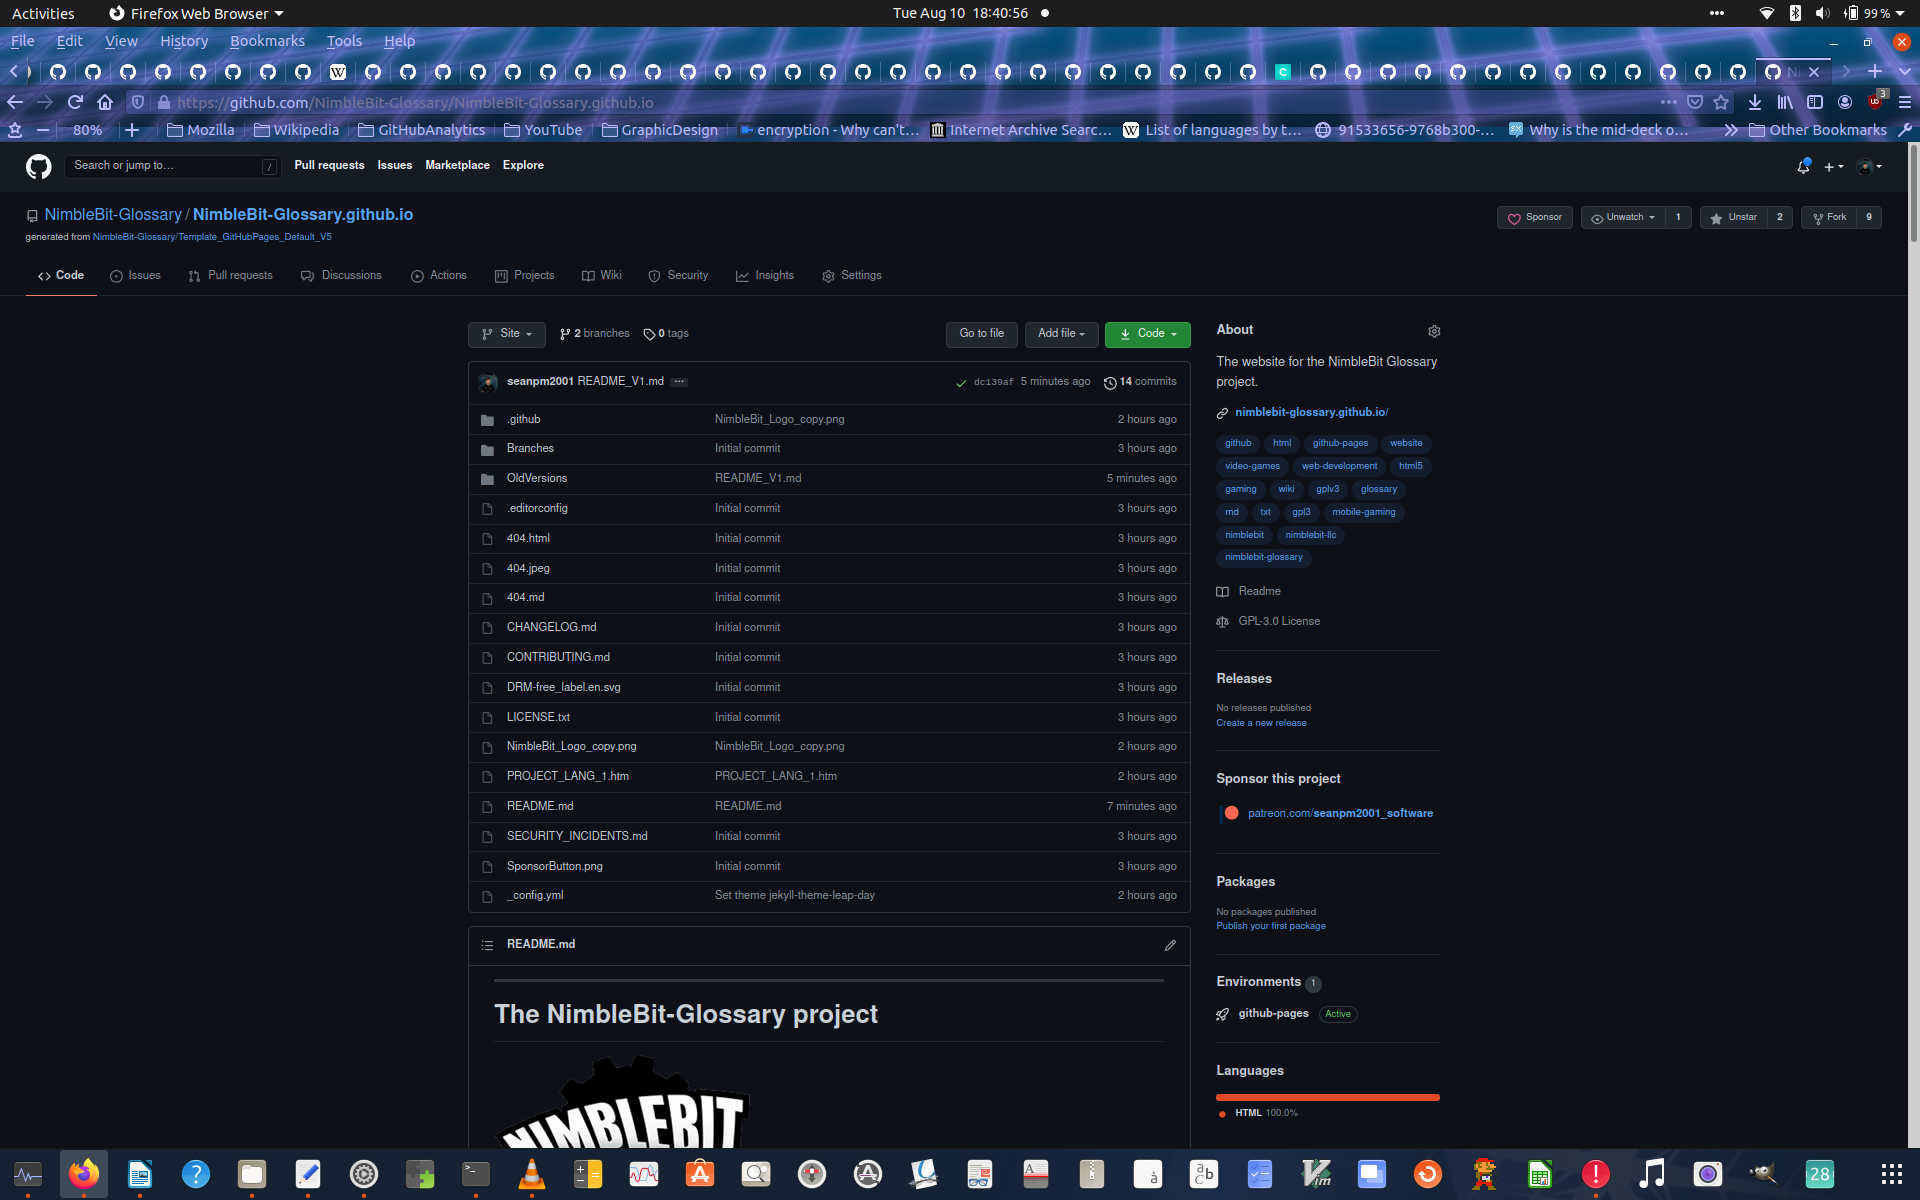 Activities Firefox Web Browser Tue Aug 10 18:40:56 99 %
File Edit View History Bookmarks Tools Help
https://github.com/NimbleBit-Glossary/NimbleBit-Glossary.github.io 3
80% Mozilla Wikipedia GitHubAnalytics YouTube GraphicDesign encryption - Why can't… Internet Archive Searc… List of languages by t… 91533656-9768b300-… Why is the mid-deck o… Other Bookmarks
Search or jump to… / Pull requests Issues Marketplace Explore
NimbleBit-Glossary / NimbleBit-Glossary.github.io Sponsor Unwatch 1 Unstar 2 Fork 9
generated from NimbleBit-Glossary/Template_GitHubPages_Default_V5
Code Issues Pull requests Discussions Actions Projects Wiki Security Insights Settings
Site 2 branches 0 tags Go to file Add file Code
seanpm2001 README_V1.md ... dc139af 5 minutes ago 14 commits
.github NimbleBit_Logo_copy.png 2 hours ago
Branches Initial commit 3 hours ago
OldVersions README_V1.md 5 minutes ago
.editorconfig Initial commit 3 hours ago
404.html Initial commit 3 hours ago
404.jpeg Initial commit 3 hours ago
404.md Initial commit 3 hours ago
CHANGELOG.md Initial commit 3 hours ago
CONTRIBUTING.md Initial commit 3 hours ago
DRM-free_label.en.svg Initial commit 3 hours ago
LICENSE.txt Initial commit 3 hours ago
NimbleBit_Logo_copy.png NimbleBit_Logo_copy.png 2 hours ago
PROJECT_LANG_1.htm PROJECT_LANG_1.htm 2 hours ago
README.md README.md 7 minutes ago
SECURITY_INCIDENTS.md Initial commit 3 hours ago
SponsorButton.png Initial commit 3 hours ago
_config.yml Set theme jekyll-theme-leap-day 2 hours ago
README.md
The NimbleBit-Glossary project
NIMBLEBIT
About
The website for the NimbleBit Glossary
project.
nimblebit-glossary.github.io/
github html github-pages website
video-games web-development html5
gaming wiki gplv3 glossary
md txt gpl3 mobile-gaming
nimblebit nimblebit-llc
nimblebit-glossary
Readme
GPL-3.0 License
Releases
No releases published
Create a new release
Sponsor this project
patreon.com/seanpm2001_software
Packages
No packages published
Publish your first package
Environments 1
github-pages Active
Languages
HTML 100.0%
28